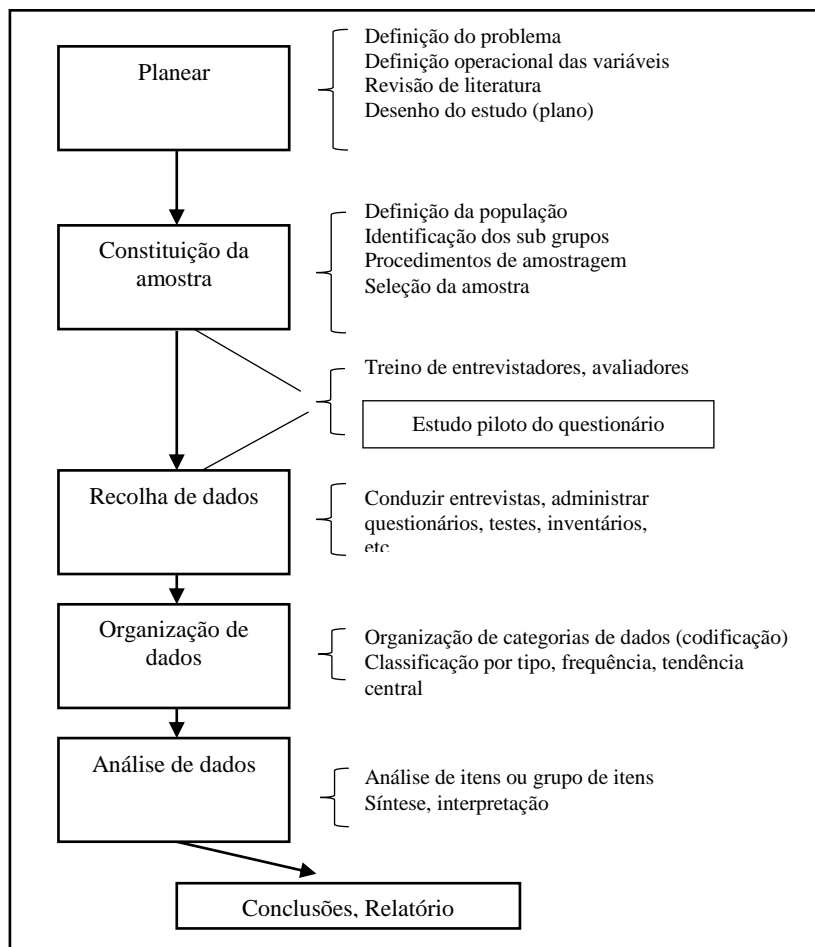 Planear
Definição do problema
Definição operacional das variáveis
Revisão de literatura
Desenho do estudo (plano)
Constituição da
amostra
Definição da população
Identificação dos sub grupos
Procedimentos de amostragem
Seleção da amostra
Treino de entrevistadores, avaliadores
Estudo piloto do questionário
Recolha de dados
Conduzir entrevistas, administrar
questionários, testes, inventários,
etc
Organização de
dados
Organização de categorias de dados (codificação)
Classificação por tipo, frequência, tendência
central
Análise de dados
Análise de itens ou grupo de itens
Síntese, interpretação
Conclusões, Relatório